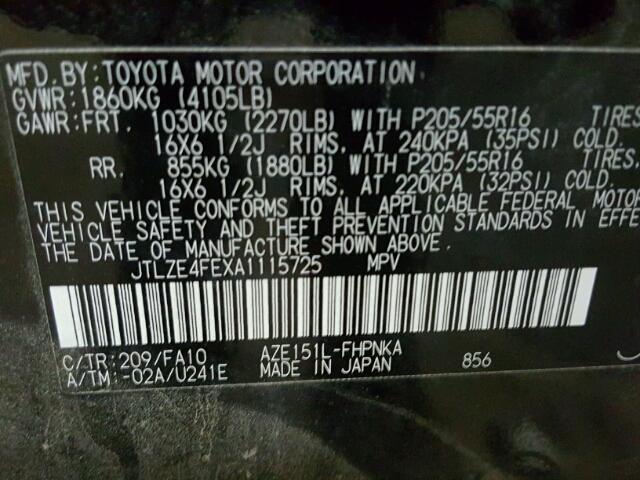 MFD.BY: TOYOTA MOTOR CORPORATION
GVWR: 1860KG (4105LB)
GAWR: FRT. 1030KG (2270LB) WITH P205/55R16 TIRES
16X6 1/2J RIMS, AT 240KPA (35PSI) COLD.
RR. 855KG (1880LB) WITH P205/55R16 TIRES
16X6 1/2J RIMS, AT 220KPA (32PSI) COLD.
THIS VEHICLE CONFORMS TO ALL APPLICABLE FEDERAL MOTOR
VEHICLE SAFETY AND THEFT PREVENTION STANDARDS IN EFFE
THE DATE OF MANUFACTURE SHOWN ABOVE.
JTLZE4FEXA1115725 MPV
C/TR: 209/FA10 AZE151L-FHPNKA 856
A/TM: -02A/U241E MADE IN JAPAN